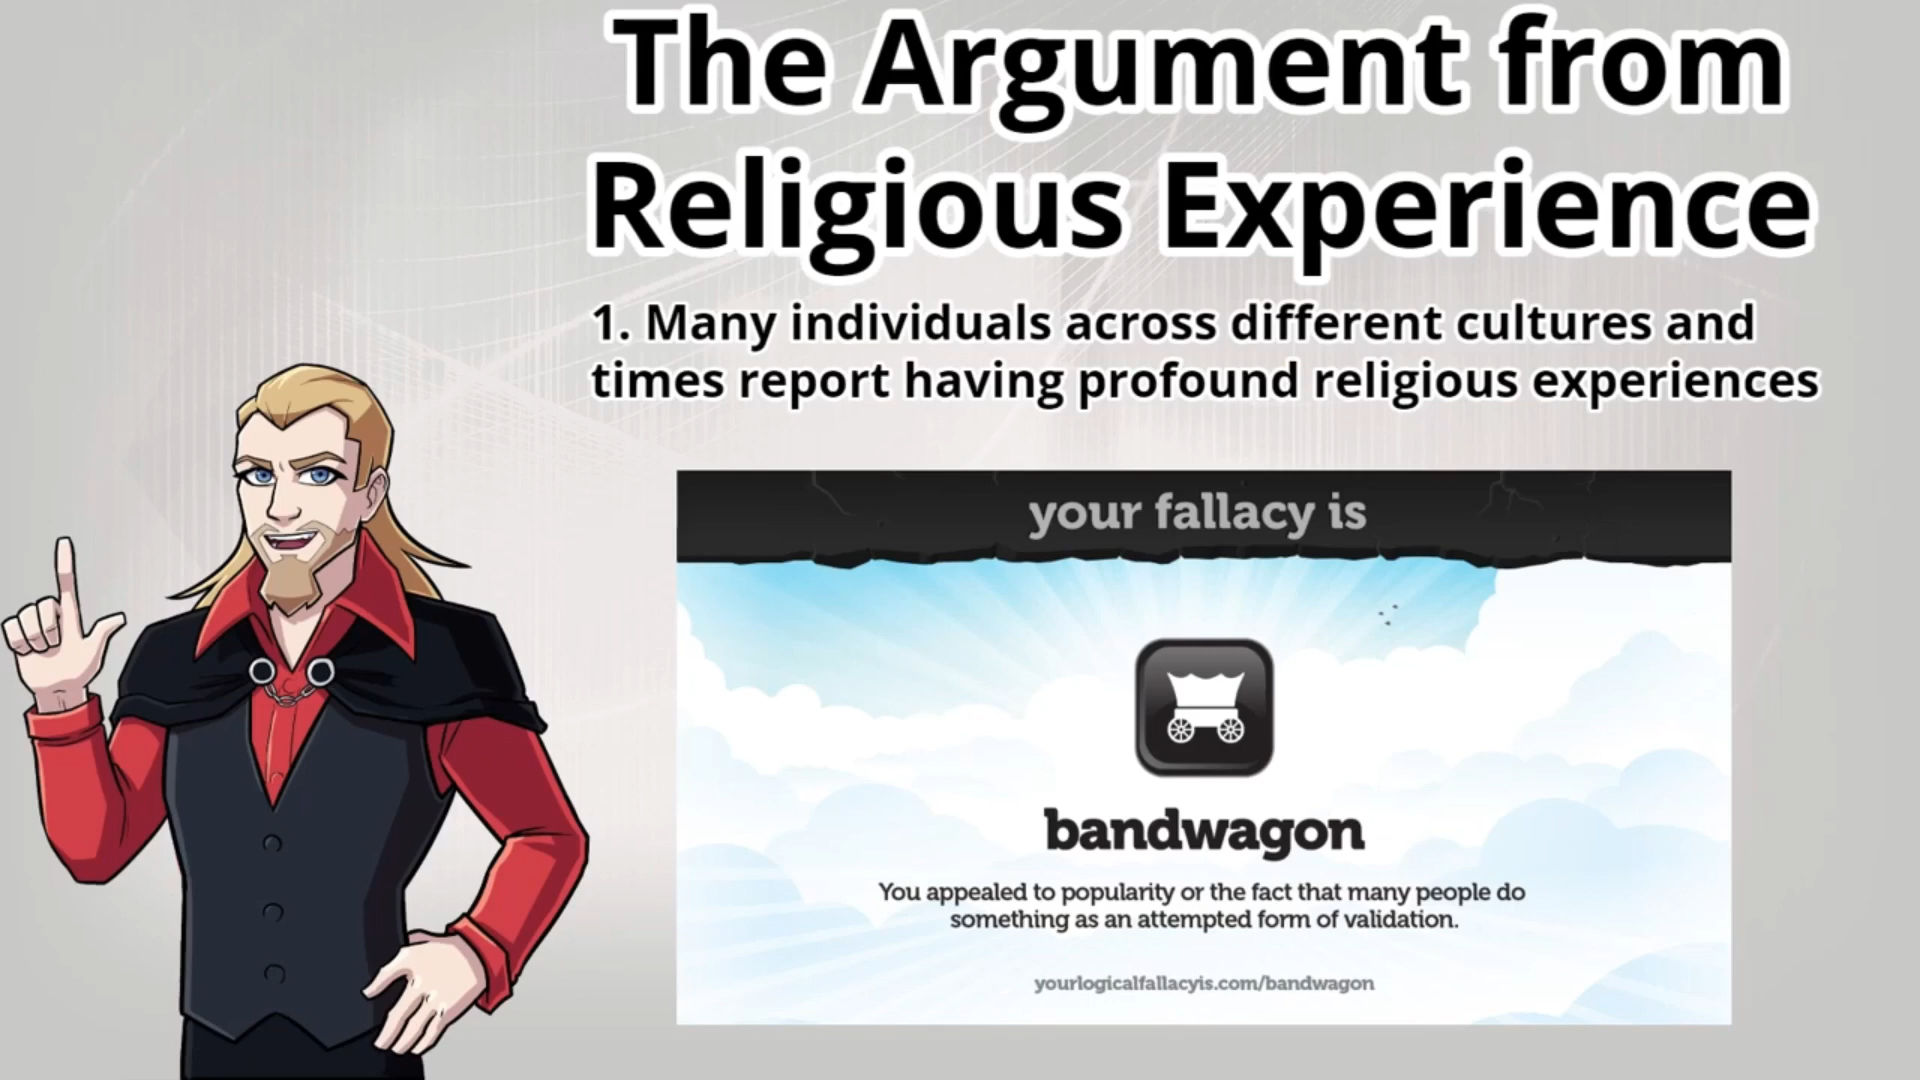 The Argument from
Religious Experience
1. Many individuals across different cultures and
times report having profound religious experiences
your fallacy is
bandwagon
You appealed to popularity or the fact that many people do
something as an attempted form of validation.
yourlogicalfallacyis.com/bandwagon